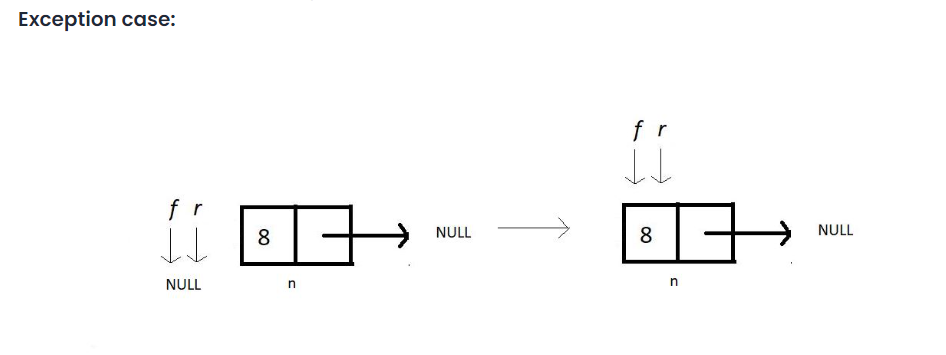 Exception case:
f r
8
NULL
NULL
n
f r
8
NULL
n